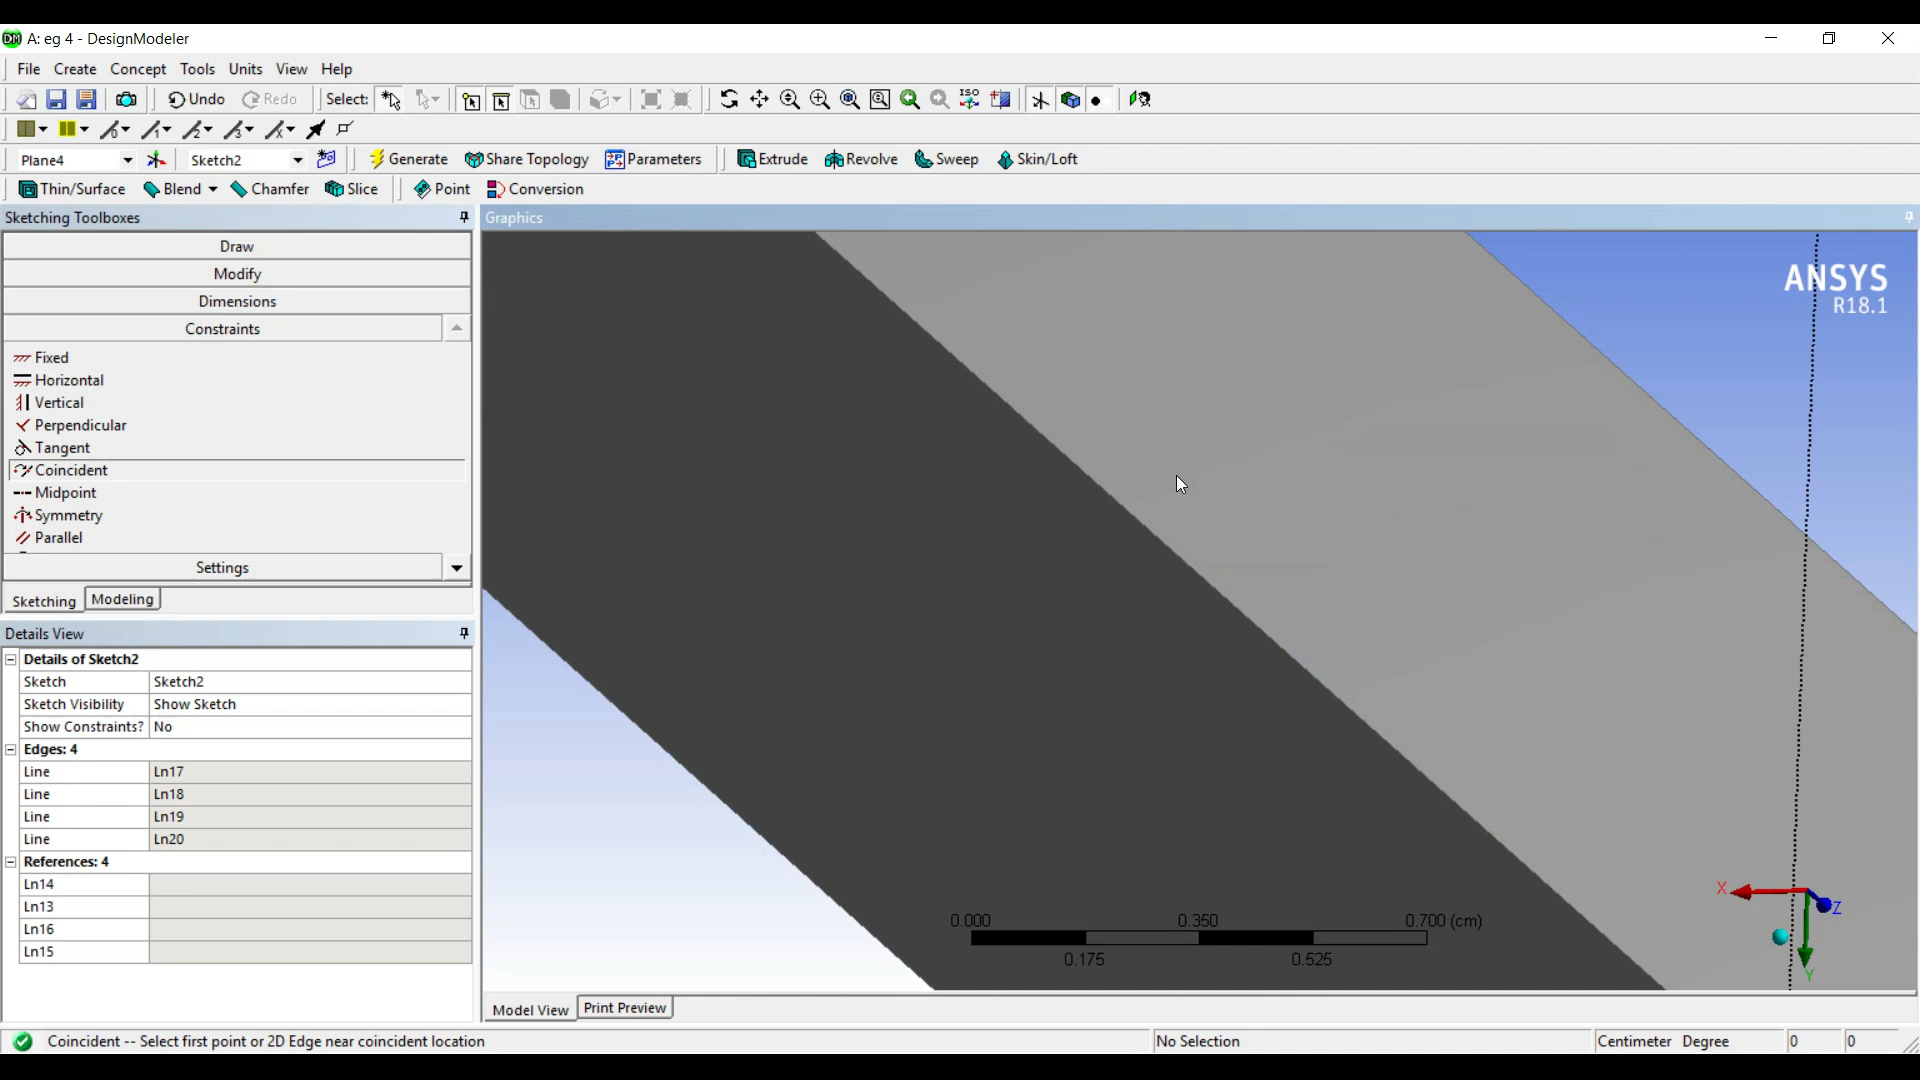 DM A: eg 4 - DesignModeler
File Create Concept Tools Units View Help
Undo Redo Select: ISO
Plane4 Sketch2 Generate Share Topology Parameters Extrude Revolve Sweep Skin/Loft
Thin/Surface Blend Chamfer Slice Point Conversion
Sketching Toolboxes
Draw
Modify
Dimensions
Constraints
Fixed
Horizontal
Vertical
Perpendicular
Tangent
Coincident
Midpoint
Symmetry
Parallel
Settings
Sketching Modeling
Details View
Details of Sketch2
Sketch Sketch2
Sketch Visibility Show Sketch
Show Constraints? No
Edges: 4
Line Ln17
Line Ln18
Line Ln19
Line Ln20
References: 4
Ln14
Ln13
Ln16
Ln15
Graphics
ANSYS
R18.1
X
Z
Y
0.000 0.350 0.700 (cm)
0.175 0.525
Model View Print Preview
Coincident -- Select first point or 2D Edge near coincident location No Selection Centimeter Degree 0 0